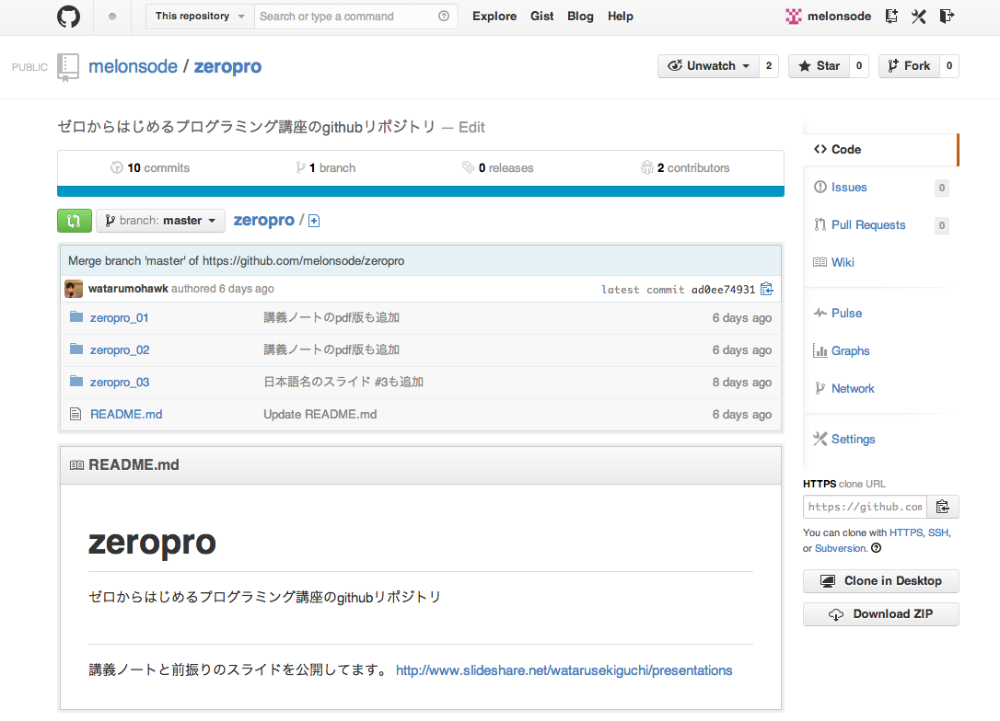 This repository Search or type a command Explore Gist Blog Help melonsode
PUBLIC melonsode / zeropro Unwatch 2 Star 0 Fork 0
ゼロからはじめるプログラミング講座のgithubリポジトリ — Edit
10 commits 1 branch 0 releases 2 contributors
branch: master zeropro /
Merge branch 'master' of https://github.com/melonsode/zeropro
watarumohawk authored 6 days ago latest commit ad0ee74931
zeropro_01 講義ノートのpdf版も追加 6 days ago
zeropro_02 講義ノートのpdf版も追加 6 days ago
zeropro_03 日本語名のスライド #3も追加 8 days ago
README.md Update README.md 6 days ago
README.md
zeropro
ゼロからはじめるプログラミング講座のgithubリポジトリ
講義ノートと前振りのスライドを公開してます。 http://www.slideshare.net/watarusekiguchi/presentations
Code
Issues 0
Pull Requests 0
Wiki
Pulse
Graphs
Network
Settings
HTTPS clone URL
https://github.com
You can clone with HTTPS, SSH,
or Subversion.
Clone in Desktop
Download ZIP